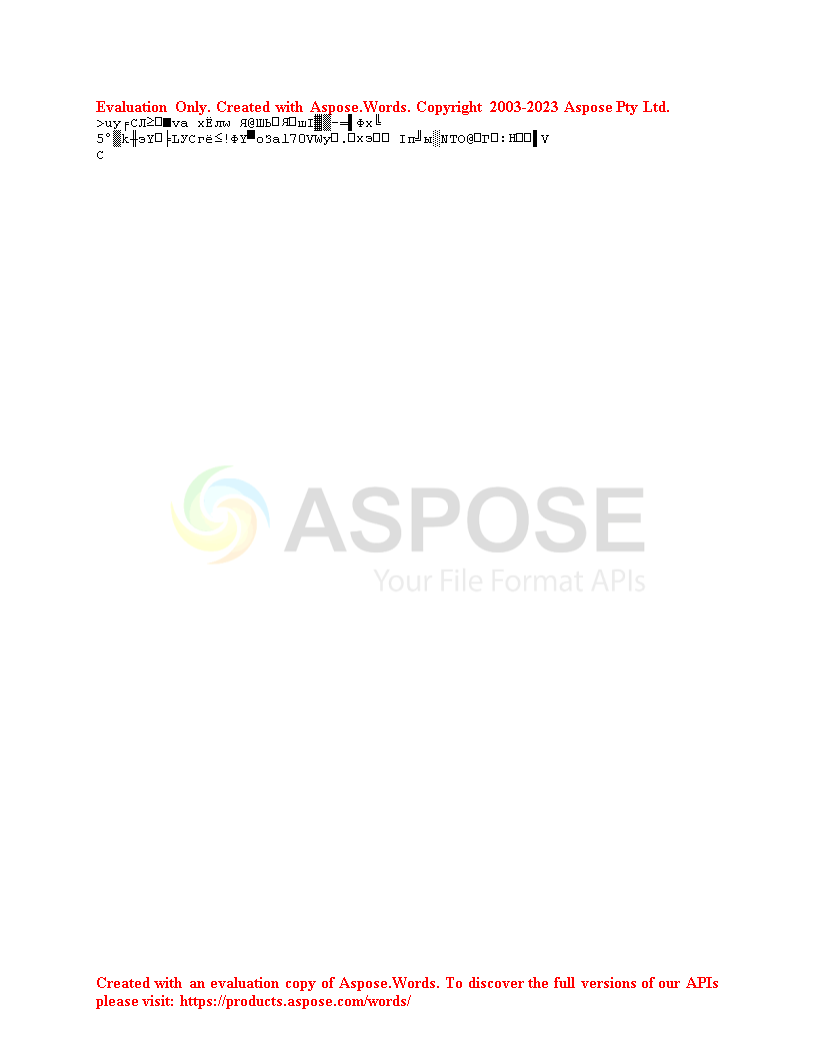 Evaluation Only. Created with Aspose.Words. Copyright 2003-2023 Aspose Pty Ltd.
>uy╒СЛ≥□■va xЁлw Я@ШЬ□Я□шI▓▒-═▌Фx╚
5°▒k╫эY□╞LУСrё≤!ФY▀oЗal7OVWy□.□xэ□□ Iп╝ы░NTO@□Г□:Н□□▌V
C
ASPOSE
Your File Format APIs
Created with an evaluation copy of Aspose.Words. To discover the full versions of our APIs
please visit: https://products.aspose.com/words/